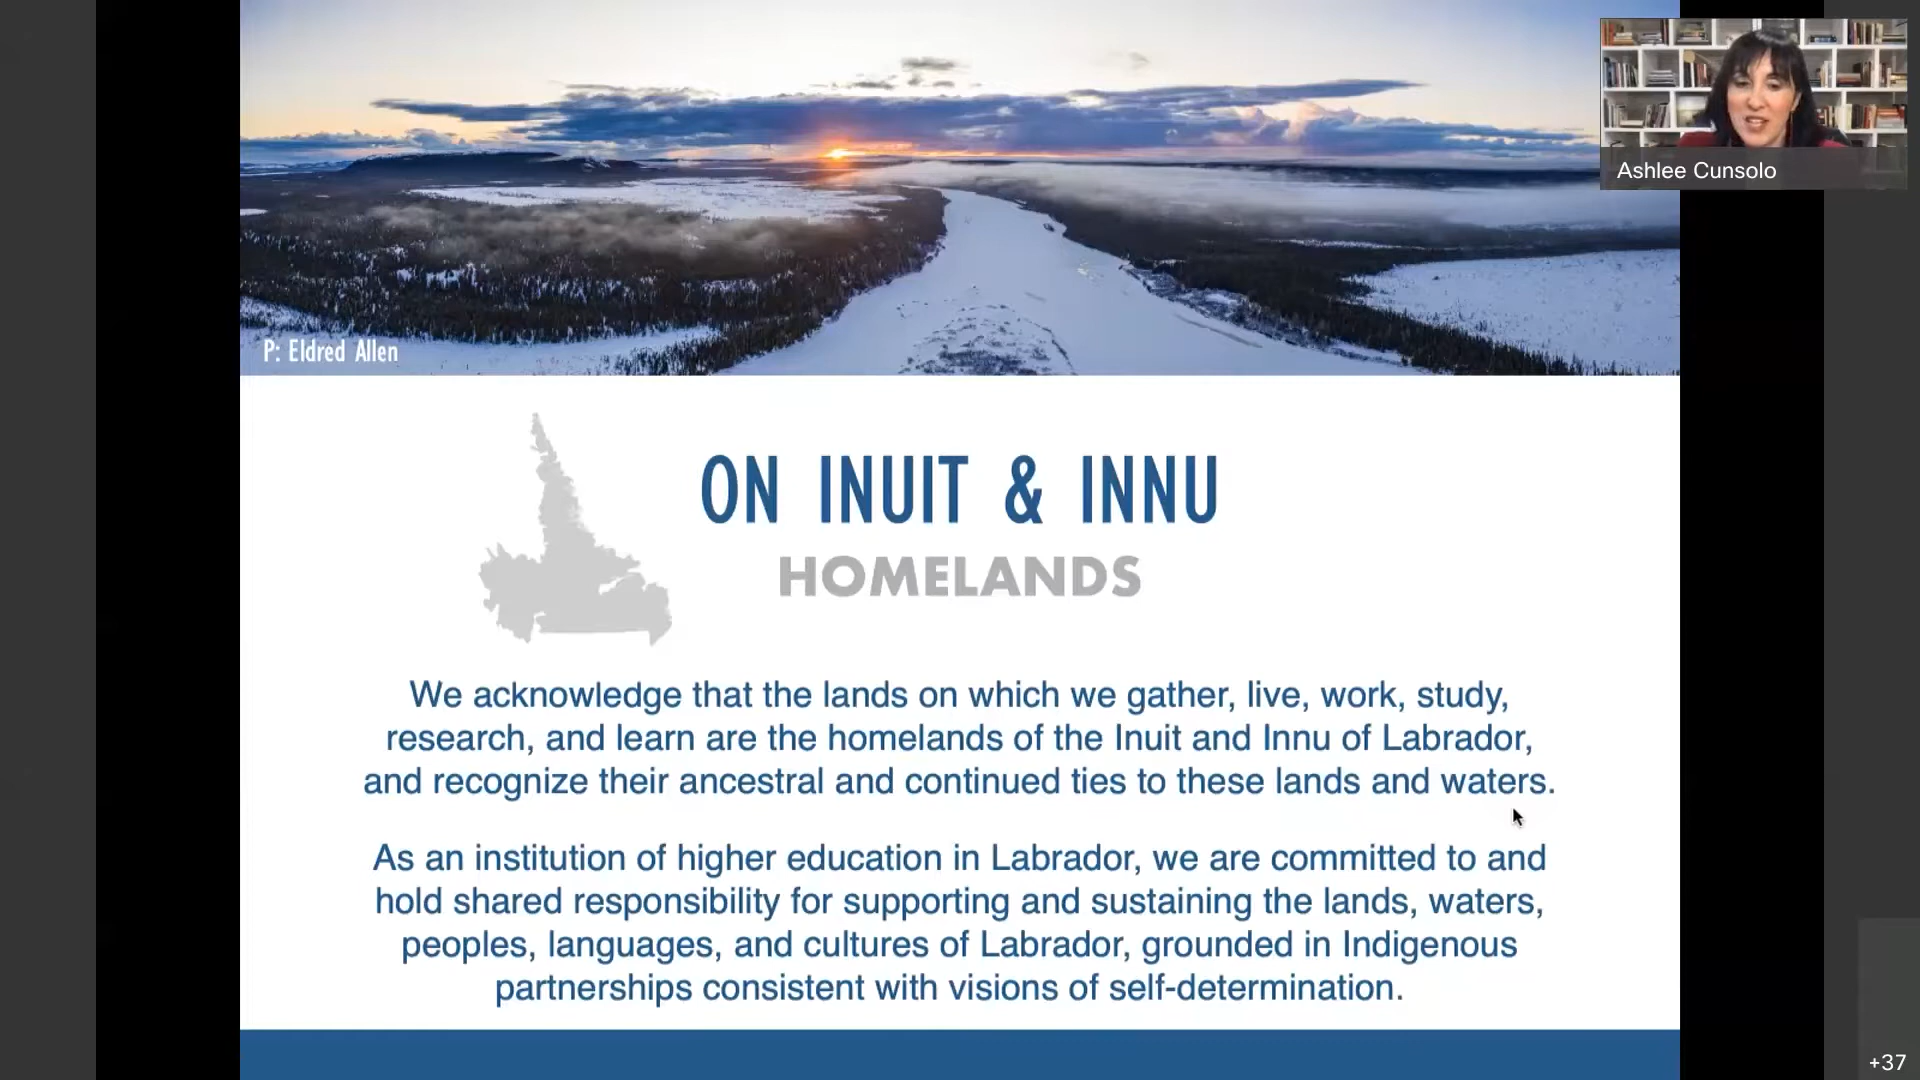 Ashlee Cunsolo
P: Eldred Allen
ON INUIT & INNU
HOMELANDS
We acknowledge that the lands on which we gather, live, work, study,
research, and learn are the homelands of the Inuit and Innu of Labrador,
and recognize their ancestral and continued ties to these lands and waters.
As an institution of higher education in Labrador, we are committed to and
hold shared responsibility for supporting and sustaining the lands, waters,
peoples, languages, and cultures of Labrador, grounded in Indigenous
partnerships consistent with visions of self-determination.
+37